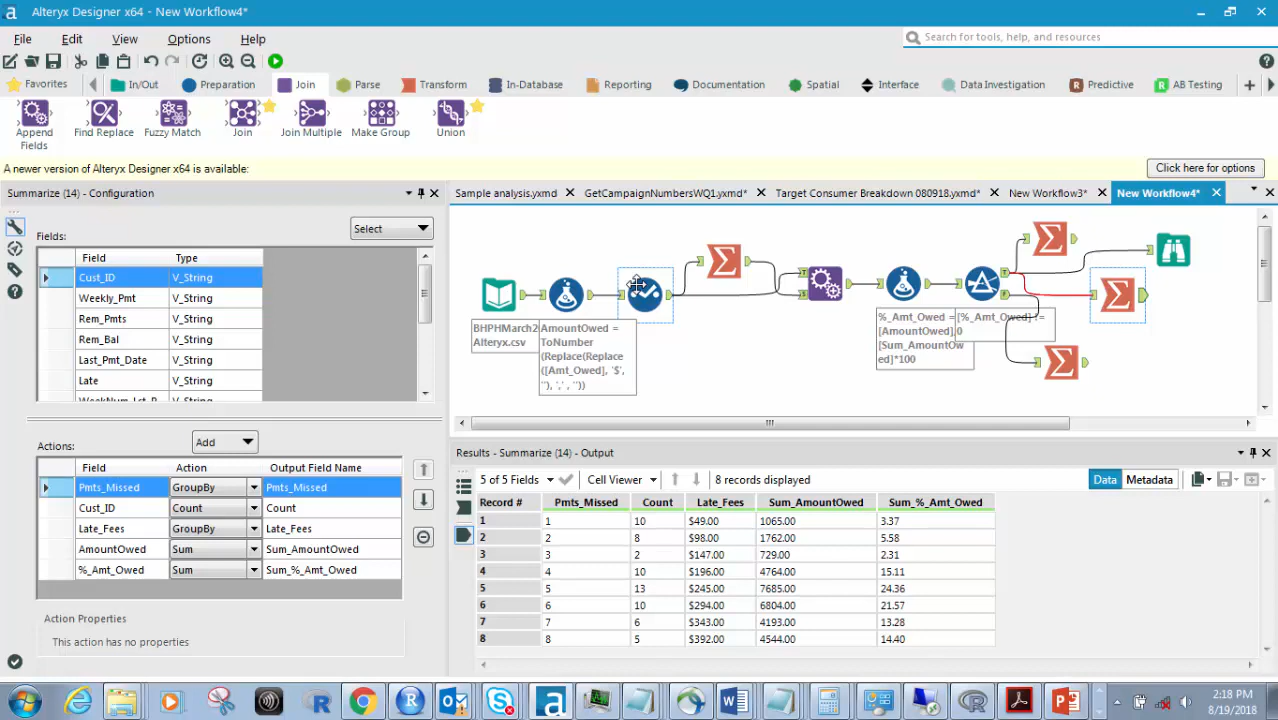 Alteryx Designer x64 - New Workflow4*
File Edit View Options Help
Search for tools, help, and resources
Favorites In/Out Preparation Join Parse Transform In-Database Reporting Documentation Spatial Interface Data Investigation Predictive AB Testing
Append Fields
Find Replace
Fuzzy Match
Join
Join Multiple
Make Group
Union
A newer version of Alteryx Designer x64 is available:
Click here for options
Summarize (14) - Configuration
Sample analysis.yxmd GetCampaignNumbersWQ1.yxmd* Target Consumer Breakdown 080918.yxmd* New Workflow3* New Workflow4*
Fields:
Select
Field Type
Cust_ID V_String
Weekly_Pmt V_String
Rem_Pmts V_String
Rem_Bal V_String
Last_Pmt_Date V_String
Late V_String
Actions:
Add
Field Action Output Field Name
Pmts_Missed GroupBy Pmts_Missed
Cust_ID Count Count
Late_Fees GroupBy Late_Fees
AmountOwed Sum Sum_AmountOwed
%_Amt_Owed Sum Sum_%_Amt_Owed
Action Properties
This action has no properties
BHPHMarch2
Alteryx.csv
AmountOwed =
ToNumber
(Replace(Replace
([Amt_Owed], '$',
''), ',' , ''))
%_Amt_Owed =
[AmountOwed]/
[Sum_AmountOw
ed]*100
[%_Amt_Owed] !=
0
Results - Summarize (14) - Output
5 of 5 Fields Cell Viewer 8 records displayed Data Metadata
Record # Pmts_Missed Count Late_Fees Sum_AmountOwed Sum_%_Amt_Owed
1 1 10 $49.00 1065.00 3.37
2 2 8 $98.00 1762.00 5.58
3 3 2 $147.00 729.00 2.31
4 4 10 $196.00 4764.00 15.11
5 5 13 $245.00 7685.00 24.36
6 6 10 $294.00 6804.00 21.57
7 7 6 $343.00 4193.00 13.28
8 8 5 $392.00 4544.00 14.40
2:18 PM
8/19/2018